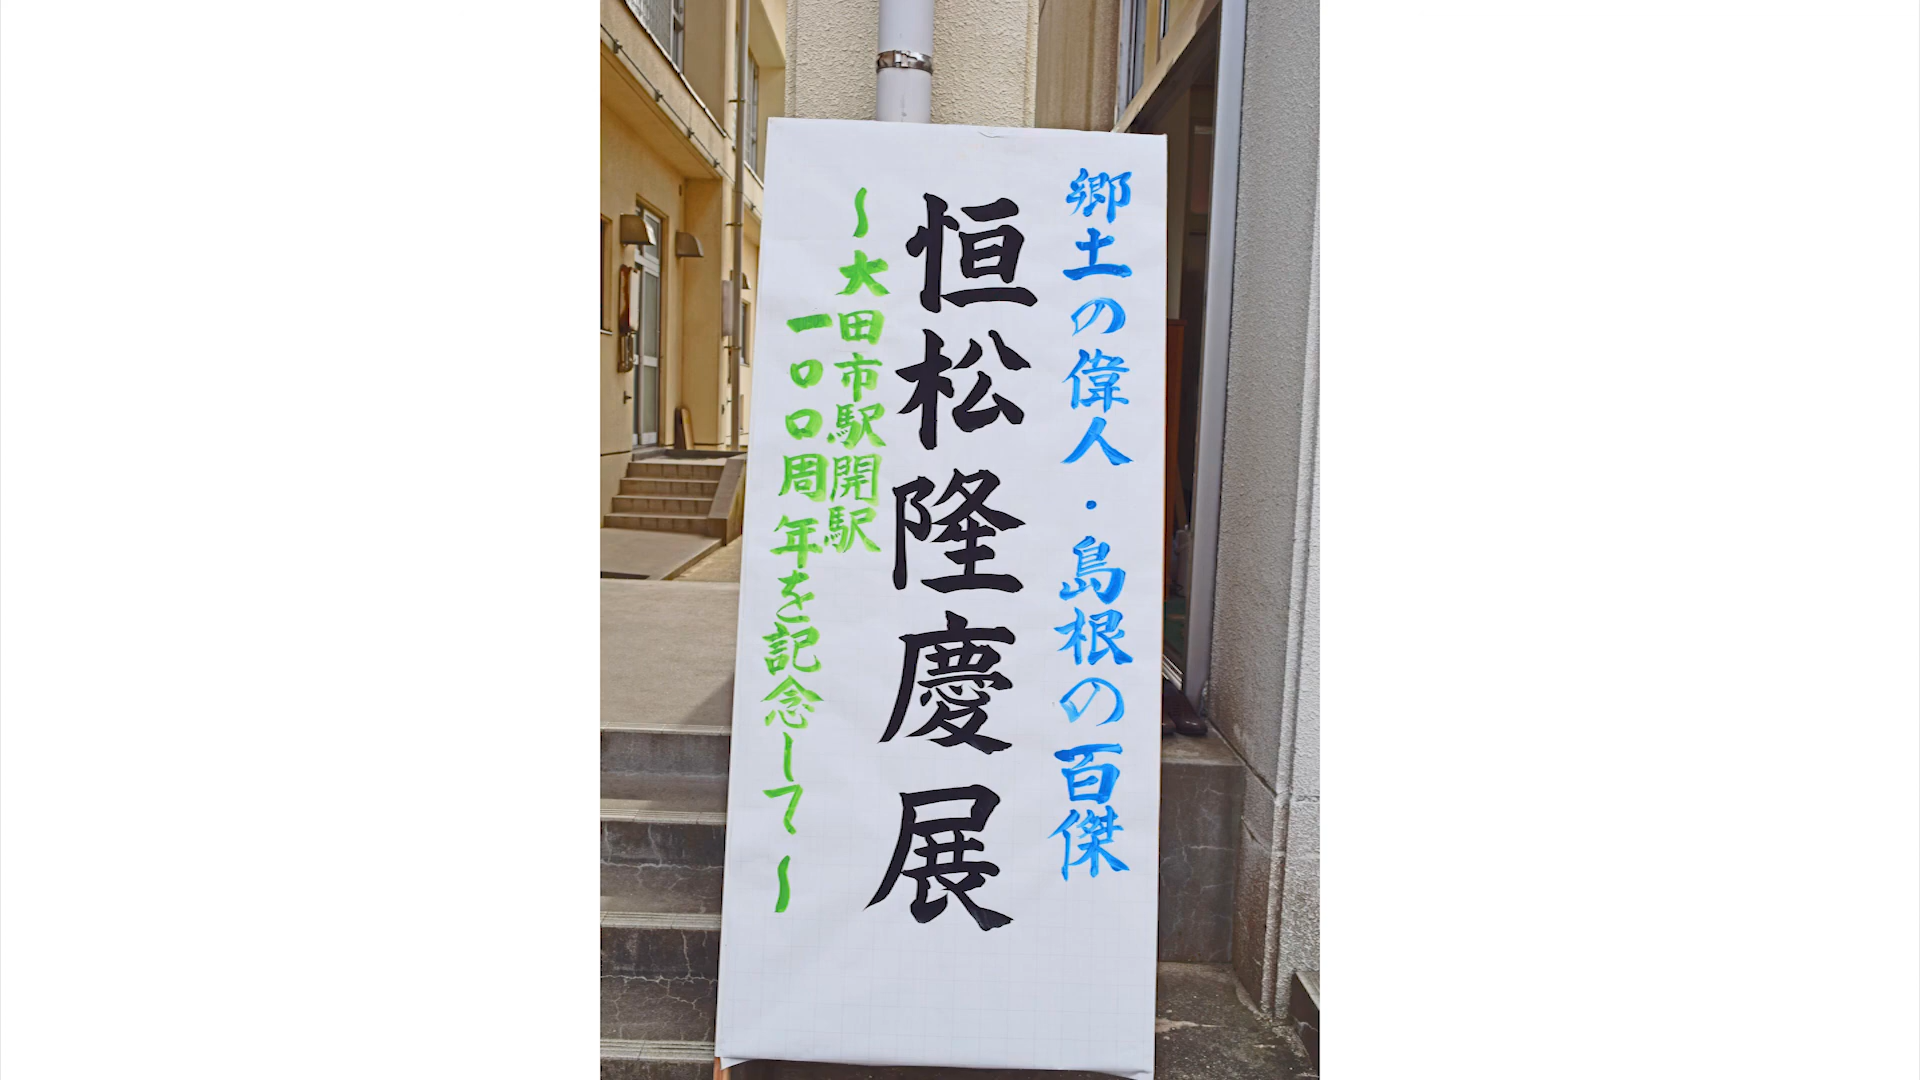 郷土の偉人・島根の百傑
恒松隆慶展
～大田市駅開駅
一〇〇周年を記念して～